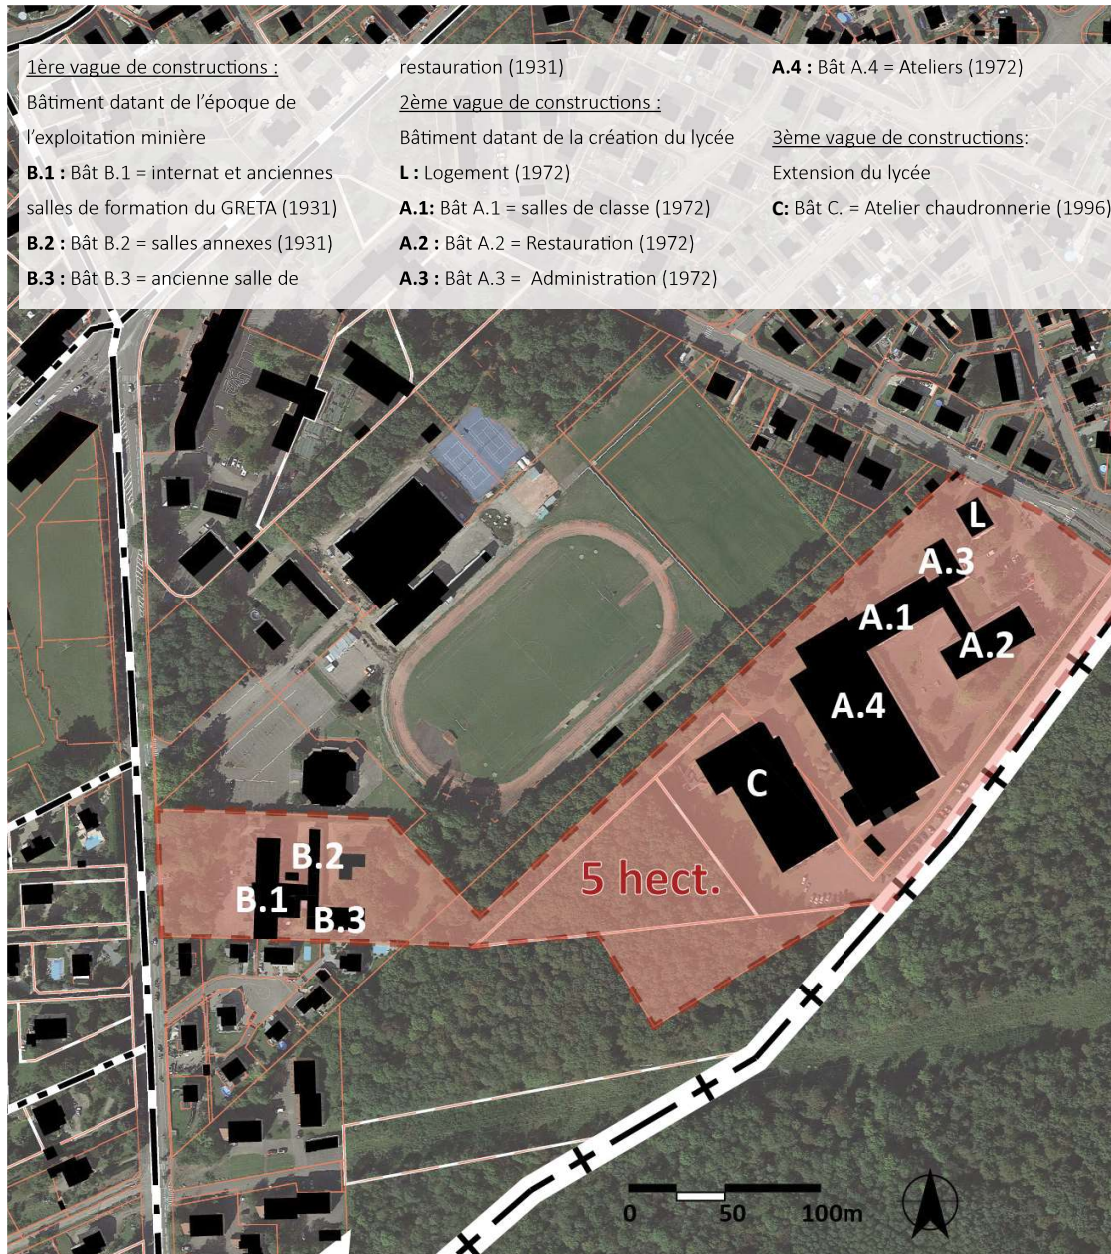 1ère vague de constructions :
Bâtiment datant de l'époque de
l'exploitation minière
B.1 : Bât B.1 = internat et anciennes
salles de formation du GRETA (1931)
B.2 : Bât B.2 = salles annexes (1931)
B.3 : Bât B.3 = ancienne salle de
restauration (1931)
2ème vague de constructions :
Bâtiment datant de la création du lycée
L : Logement (1972)
A.1: Bât A.1 = salles de classe (1972)
A.2 : Bât A.2 = Restauration (1972)
A.3 : Bât A.3 = Administration (1972)
A.4 : Bât A.4 = Ateliers (1972)
3ème vague de constructions:
Extension du lycée
C: Bât C. = Atelier chaudronnerie (1996)
L
A.3
A.1
A.2
A.4
C
B.2
5 hect.
B.1
B.3
0 50 100m